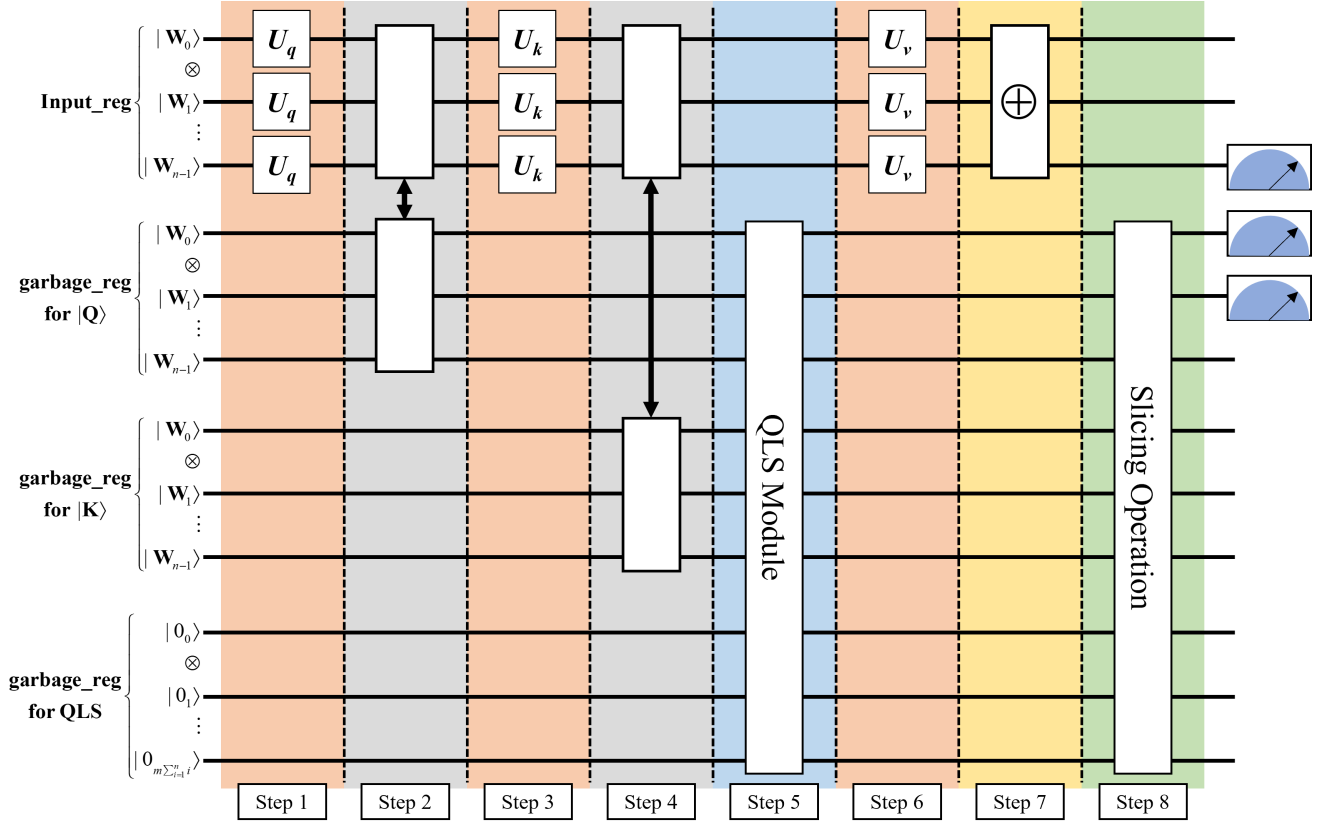 Input_reg
| W₀⟩
⊗
| W₁⟩
⋮
| Wₙ₋₁⟩
U_q
U_q
U_q
U_k
U_k
U_k
U_v
U_v
U_v
⊕
garbage_reg
for |Q⟩
| W₀⟩
⊗
| W₁⟩
⋮
| Wₙ₋₁⟩
garbage_reg
for |K⟩
| W₀⟩
⊗
| W₁⟩
⋮
| Wₙ₋₁⟩
garbage_reg
for QLS
| 0₀⟩
⊗
| 0₁⟩
⋮
| 0_{m∑_{i=1}^{n} i}⟩
QLS Module
Slicing Operation
Step 1
Step 2
Step 3
Step 4
Step 5
Step 6
Step 7
Step 8